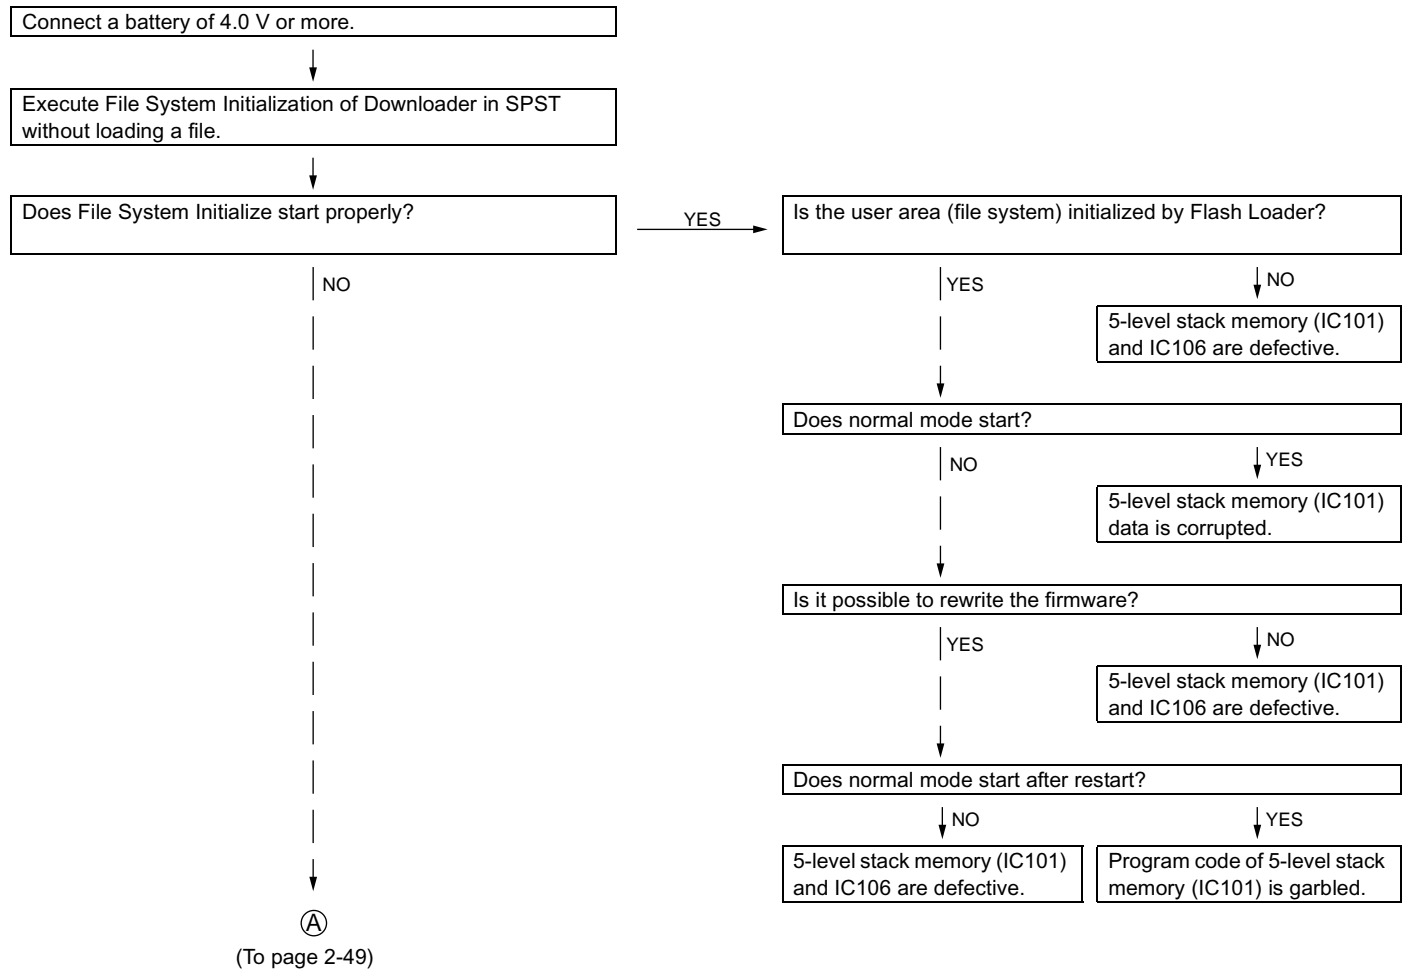 Connect a battery of 4.0 V or more.
Execute File System Initialization of Downloader in SPST
without loading a file.
Does File System Initialize start properly?
YES
Is the user area (file system) initialized by Flash Loader?
NO
YES
NO
5-level stack memory (IC101)
and IC106 are defective.
Does normal mode start?
NO
YES
5-level stack memory (IC101)
data is corrupted.
Is it possible to rewrite the firmware?
YES
NO
5-level stack memory (IC101)
and IC106 are defective.
Does normal mode start after restart?
NO
YES
5-level stack memory (IC101)
and IC106 are defective.
Program code of 5-level stack
memory (IC101) is garbled.
A
(To page 2-49)